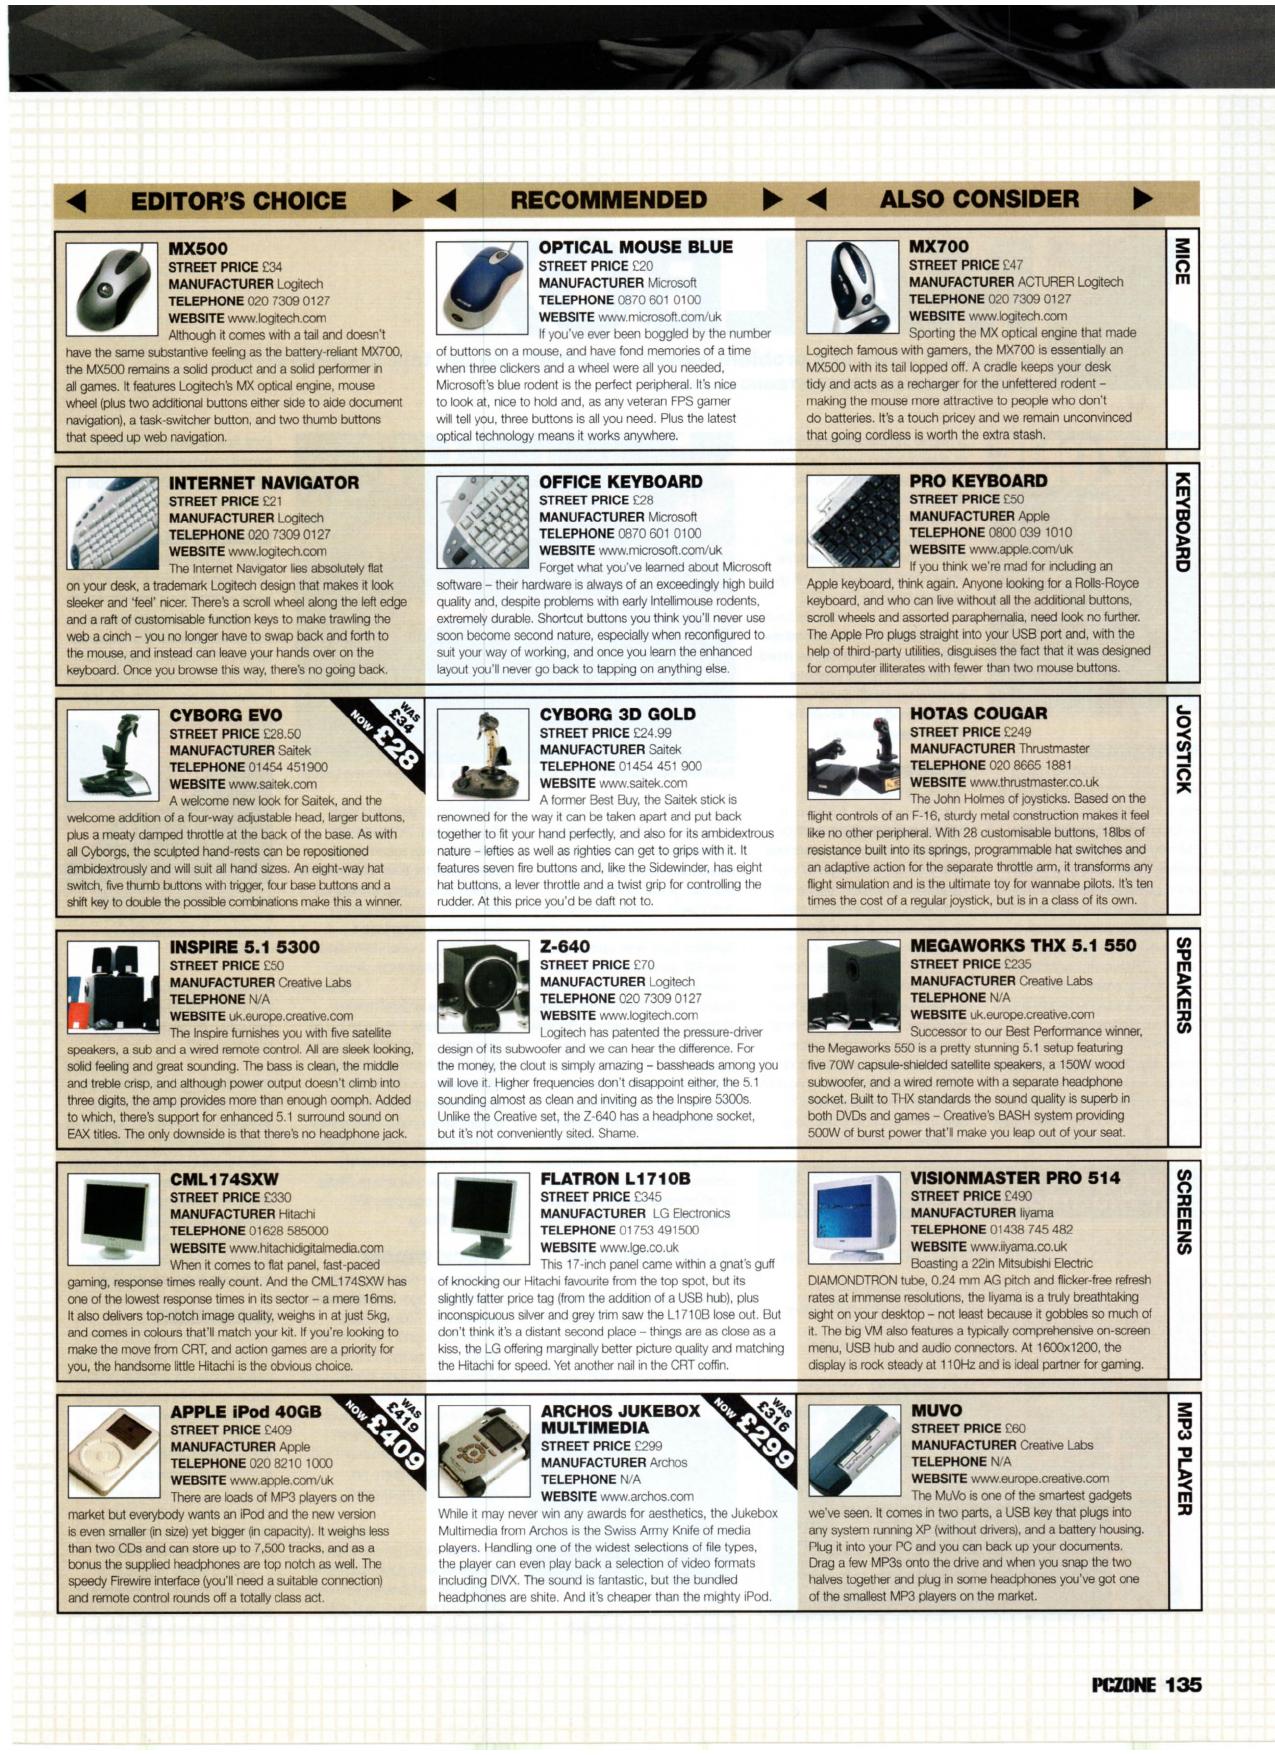 EDITOR'S CHOICE
RECOMMENDED
ALSO CONSIDER
MICE
MX500
STREET PRICE £34
MANUFACTURER Logitech
TELEPHONE 020 7309 0127
WEBSITE www.logitech.com
Although it comes with a tail and doesn't
have the same substantive feeling as the battery-reliant MX700,
the MX500 remains a solid product and a solid performer in
all games. It features Logitech's MX optical engine, mouse
wheel (plus two additional buttons either side to aide document
navigation), a task-switcher button, and two thumb buttons
that speed up web navigation.
OPTICAL MOUSE BLUE
STREET PRICE £20
MANUFACTURER Microsoft
TELEPHONE 0870 601 0100
WEBSITE www.microsoft.com/uk
If you've ever been boggled by the number
of buttons on a mouse, and have fond memories of a time
when three clickers and a wheel were all you needed,
Microsoft's blue rodent is the perfect peripheral. It's nice
to look at, nice to hold and, as any veteran FPS gamer
will tell you, three buttons is all you need. Plus the latest
optical technology means it works anywhere.
MX700
STREET PRICE £47
MANUFACTURER ACTURER Logitech
TELEPHONE 020 7309 0127
WEBSITE www.logitech.com
Sporting the MX optical engine that made
Logitech famous with gamers, the MX700 is essentially an
MX500 with its tail lopped off. A cradle keeps your desk
tidy and acts as a recharger for the unfettered rodent –
making the mouse more attractive to people who don't
do batteries. It's a touch pricey and we remain unconvinced
that going cordless is worth the extra stash.
KEYBOARD
INTERNET NAVIGATOR
STREET PRICE £21
MANUFACTURER Logitech
TELEPHONE 020 7309 0127
WEBSITE www.logitech.com
The Internet Navigator lies absolutely flat
on your desk, a trademark Logitech design that makes it look
sleeker and 'feel' nicer. There's a scroll wheel along the left edge
and a raft of customisable function keys to make trawling the
web a cinch – you no longer have to swap back and forth to
the mouse, and instead can leave your hands over on the
keyboard. Once you browse this way, there's no going back.
OFFICE KEYBOARD
STREET PRICE £28
MANUFACTURER Microsoft
TELEPHONE 0870 601 0100
WEBSITE www.microsoft.com/uk
Forget what you've learned about Microsoft
software – their hardware is always of an exceedingly high build
quality and, despite problems with early Intellimouse rodents,
extremely durable. Shortcut buttons you think you'll never use
soon become second nature, especially when reconfigured to
suit your way of working, and once you learn the enhanced
layout you'll never go back to tapping on anything else.
PRO KEYBOARD
STREET PRICE £50
MANUFACTURER Apple
TELEPHONE 0800 039 1010
WEBSITE www.apple.com/uk
If you think we're mad for including an
Apple keyboard, think again. Anyone looking for a Rolls-Royce
keyboard, and who can live without all the additional buttons,
scroll wheels and assorted paraphernalia, need look no further.
The Apple Pro plugs straight into your USB port and, with the
help of third-party utilities, disguises the fact that it was designed
for computer illiterates with fewer than two mouse buttons.
JOYSTICK
CYBORG EVO
WAS £34
NOW £28
STREET PRICE £28.50
MANUFACTURER Saitek
TELEPHONE 01454 451900
WEBSITE www.saitek.com
A welcome new look for Saitek, and the
welcome addition of a four-way adjustable head, larger buttons,
plus a meaty damped throttle at the back of the base. As with
all Cyborgs, the sculpted hand-rests can be repositioned
ambidextrously and will suit all hand sizes. An eight-way hat
switch, five thumb buttons with trigger, four base buttons and a
shift key to double the possible combinations make this a winner.
CYBORG 3D GOLD
STREET PRICE £24.99
MANUFACTURER Saitek
TELEPHONE 01454 451 900
WEBSITE www.saitek.com
A former Best Buy, the Saitek stick is
renowned for the way it can be taken apart and put back
together to fit your hand perfectly, and also for its ambidextrous
nature – lefties as well as righties can get to grips with it. It
features seven fire buttons and, like the Sidewinder, has eight
hat buttons, a lever throttle and a twist grip for controlling the
rudder. At this price you'd be daft not to.
HOTAS COUGAR
STREET PRICE £249
MANUFACTURER Thrustmaster
TELEPHONE 020 8665 1881
WEBSITE www.thrustmaster.co.uk
The John Holmes of joysticks. Based on the
flight controls of an F-16, sturdy metal construction makes it feel
like no other peripheral. With 28 customisable buttons, 18lbs of
resistance built into its springs, programmable hat switches and
an adaptive action for the separate throttle arm, it transforms any
flight simulation and is the ultimate toy for wannabe pilots. It's ten
times the cost of a regular joystick, but is in a class of its own.
SPEAKERS
INSPIRE 5.1 5300
STREET PRICE £50
MANUFACTURER Creative Labs
TELEPHONE N/A
WEBSITE uk.europe.creative.com
The Inspire furnishes you with five satellite
speakers, a sub and a wired remote control. All are sleek looking,
solid feeling and great sounding. The bass is clean, the middle
and treble crisp, and although power output doesn't climb into
three digits, the amp provides more than enough oomph. Added
to which, there's support for enhanced 5.1 surround sound on
EAX titles. The only downside is that there's no headphone jack.
Z-640
STREET PRICE £70
MANUFACTURER Logitech
TELEPHONE 020 7309 0127
WEBSITE www.logitech.com
Logitech has patented the pressure-driver
design of its subwoofer and we can hear the difference. For
the money, the clout is simply amazing – bassheads among you
will love it. Higher frequencies don't disappoint either, the 5.1
sounding almost as clean and inviting as the Inspire 5300s.
Unlike the Creative set, the Z-640 has a headphone socket,
but it's not conveniently sited. Shame.
MEGAWORKS THX 5.1 550
STREET PRICE £235
MANUFACTURER Creative Labs
TELEPHONE N/A
WEBSITE uk.europe.creative.com
Successor to our Best Performance winner,
the Megaworks 550 is a pretty stunning 5.1 setup featuring
five 70W capsule-shielded satellite speakers, a 150W wood
subwoofer, and a wired remote with a separate headphone
socket. Built to THX standards the sound quality is superb in
both DVDs and games – Creative's BASH system providing
500W of burst power that'll make you leap out of your seat.
SCREENS
CML174SXW
STREET PRICE £330
MANUFACTURER Hitachi
TELEPHONE 01628 585000
WEBSITE www.hitachidigitalmedia.com
When it comes to flat panel, fast-paced
gaming, response times really count. And the CML174SXW has
one of the lowest response times in its sector – a mere 16ms.
It also delivers top-notch image quality, weighs in at just 5kg,
and comes in colours that'll match your kit. If you're looking to
make the move from CRT, and action games are a priority for
you, the handsome little Hitachi is the obvious choice.
FLATRON L1710B
STREET PRICE £345
MANUFACTURER LG Electronics
TELEPHONE 01753 491500
WEBSITE www.lge.co.uk
This 17-inch panel came within a gnat's guff
of knocking our Hitachi favourite from the top spot, but its
slightly fatter price tag (from the addition of a USB hub), plus
inconspicuous silver and grey trim saw the L1710B lose out. But
don't think it's a distant second place – things are as close as a
kiss, the LG offering marginally better picture quality and matching
the Hitachi for speed. Yet another nail in the CRT coffin.
VISIONMASTER PRO 514
STREET PRICE £490
MANUFACTURER Iiyama
TELEPHONE 01438 745 482
WEBSITE www.iiyama.co.uk
Boasting a 22in Mitsubishi Electric
DIAMONDTRON tube, 0.24 mm AG pitch and flicker-free refresh
rates at immense resolutions, the Iiyama is a truly breathtaking
sight on your desktop – not least because it gobbles so much of
it. The big VM also features a typically comprehensive on-screen
menu, USB hub and audio connectors. At 1600x1200, the
display is rock steady at 110Hz and is ideal partner for gaming.
MP3 PLAYER
APPLE iPod 40GB
WAS £419
NOW £409
STREET PRICE £409
MANUFACTURER Apple
TELEPHONE 020 8210 1000
WEBSITE www.apple.com/uk
There are loads of MP3 players on the
market but everybody wants an iPod and the new version
is even smaller (in size) yet bigger (in capacity). It weighs less
than two CDs and can store up to 7,500 tracks, and as a
bonus the supplied headphones are top notch as well. The
speedy Firewire interface (you'll need a suitable connection)
and remote control rounds off a totally class act.
ARCHOS JUKEBOX
MULTIMEDIA
WAS £316
NOW £299
STREET PRICE £299
MANUFACTURER Archos
TELEPHONE N/A
WEBSITE www.archos.com
While it may never win any awards for aesthetics, the Jukebox
Multimedia from Archos is the Swiss Army Knife of media
players. Handling one of the widest selections of file types,
the player can even play back a selection of video formats
including DIVX. The sound is fantastic, but the bundled
headphones are shite. And it's cheaper than the mighty iPod.
MUVO
STREET PRICE £60
MANUFACTURER Creative Labs
TELEPHONE N/A
WEBSITE www.europe.creative.com
The MuVo is one of the smartest gadgets
we've seen. It comes in two parts, a USB key that plugs into
any system running XP (without drivers), and a battery housing.
Plug it into your PC and you can back up your documents.
Drag a few MP3s onto the drive and when you snap the two
halves together and plug in some headphones you've got one
of the smallest MP3 players on the market.
PCZONE 135